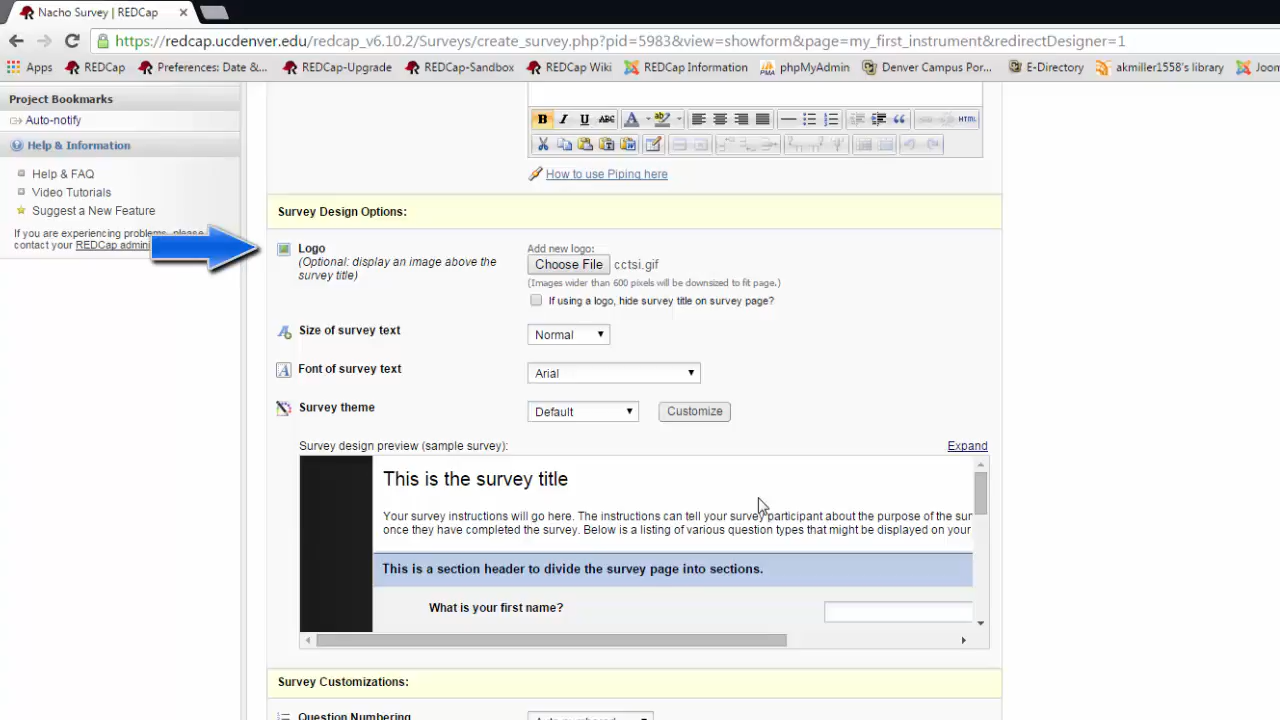 Nacho Survey | REDCap
https://redcap.ucdenver.edu/redcap_v6.10.2/Surveys/create_survey.php?pid=5983&view=showform&page=my_first_instrument&redirectDesigner=1
Apps REDCap Preferences: Date &... REDCap-Upgrade REDCap-Sandbox REDCap Wiki REDCap Information phpMyAdmin Denver Campus Por... E-Directory akmiller1558's library Joom
Project Bookmarks
Auto-notify
Help & Information
Help & FAQ
Video Tutorials
Suggest a New Feature
If you are experiencing problems, please
contact your REDCap admini
B I U ABC A ab HTML
How to use Piping here
Survey Design Options:
Logo
(Optional: display an image above the
survey title)
Add new logo:
Choose File cctsi.gif
(Images wider than 600 pixels will be downsized to fit page.)
If using a logo, hide survey title on survey page?
Size of survey text Normal
Font of survey text Arial
Survey theme Default Customize
Survey design preview (sample survey): Expand
This is the survey title
Your survey instructions will go here. The instructions can tell your survey participant about the purpose of the sur
once they have completed the survey. Below is a listing of various question types that might be displayed on your
This is a section header to divide the survey page into sections.
What is your first name?
Survey Customizations:
Question Numbering Auto numbered